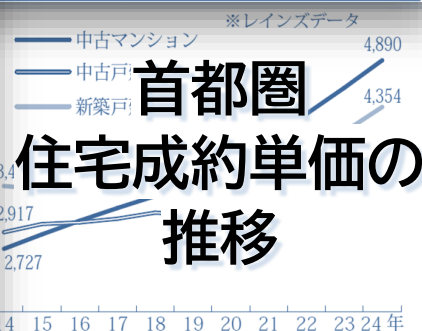 ※レインズデータ
中古マンション
4,890
中古戸
首都圏
新築戸
4,354
住宅成約単価の
2,917
推移
2,727
15 16 17 18 19 20 21 22 23 24 年